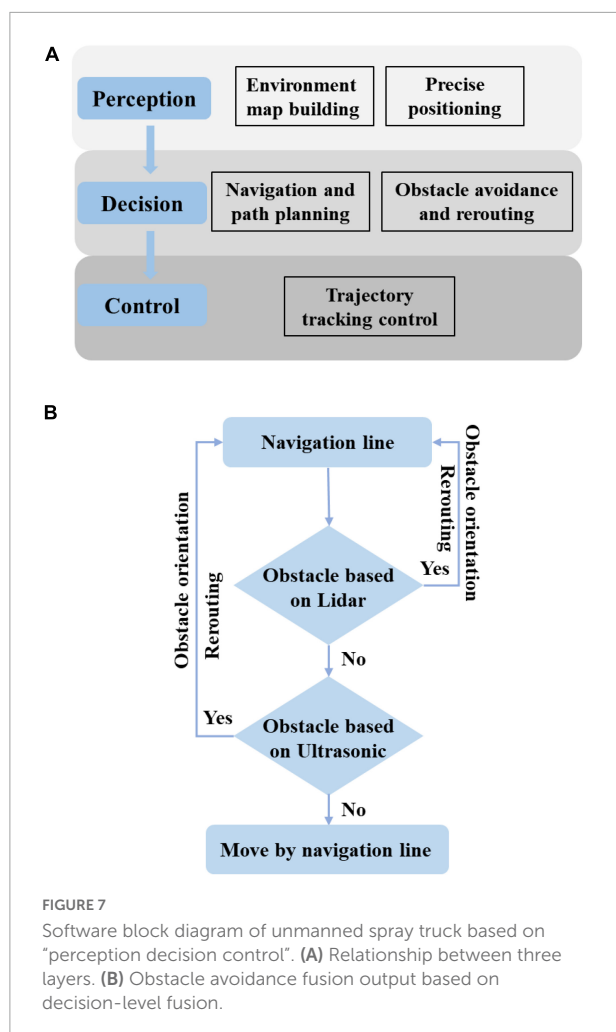 A
Perception
Environment
map building
Precise
positioning
Decision
Navigation and
path planning
Obstacle avoidance
and rerouting
Control
Trajectory
tracking control
B
Navigation line
Obstacle orientation
Rerouting
Obstacle orientation
Rerouting
Obstacle based
on Lidar
Yes
No
Yes
Obstacle based
on Ultrasonic
No
Move by navigation line
FIGURE 7
Software block diagram of unmanned spray truck based on
“perception decision control”. (A) Relationship between three
layers. (B) Obstacle avoidance fusion output based on
decision-level fusion.